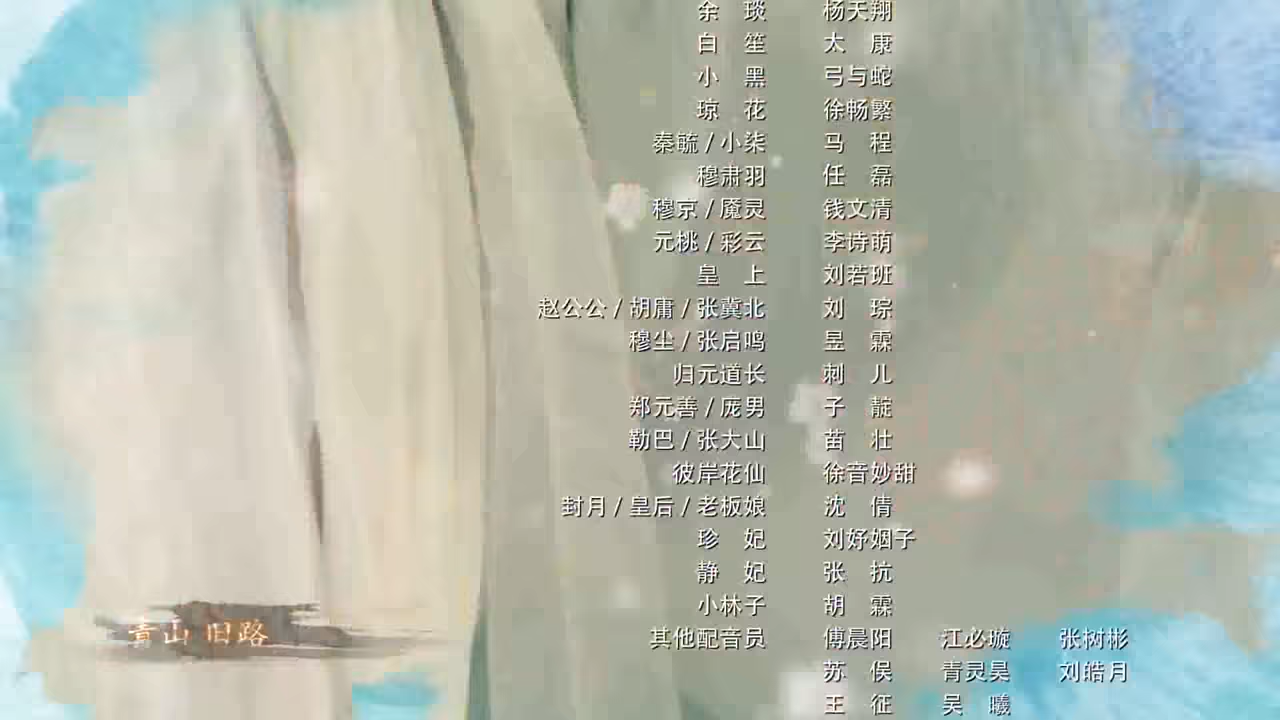 余琰 杨天翔
白笙 太康
小黑 弓与蛇
琼花 徐畅繁
秦毓 / 小柒 马程
穆肃羽 任磊
穆京 / 魇灵 钱文清
元桃 / 彩云 李诗萌
皇上 刘若班
赵公公 / 胡庸 / 张冀北 刘琮
穆尘 / 张启鸣 昱霖
归元道长 刺儿
郑元善 / 庞男 子靛
勒巴 / 张大山 苗壮
彼岸花仙 徐音妙甜
封月 / 皇后 / 老板娘 沈倩
珍妃 刘妤姻子
静妃 张抗
小林子 胡霖
其他配音员 傅晨阳 江必璇 张树彬
苏俣 青灵昊 刘皓月
王征 吴曦
青山 旧路